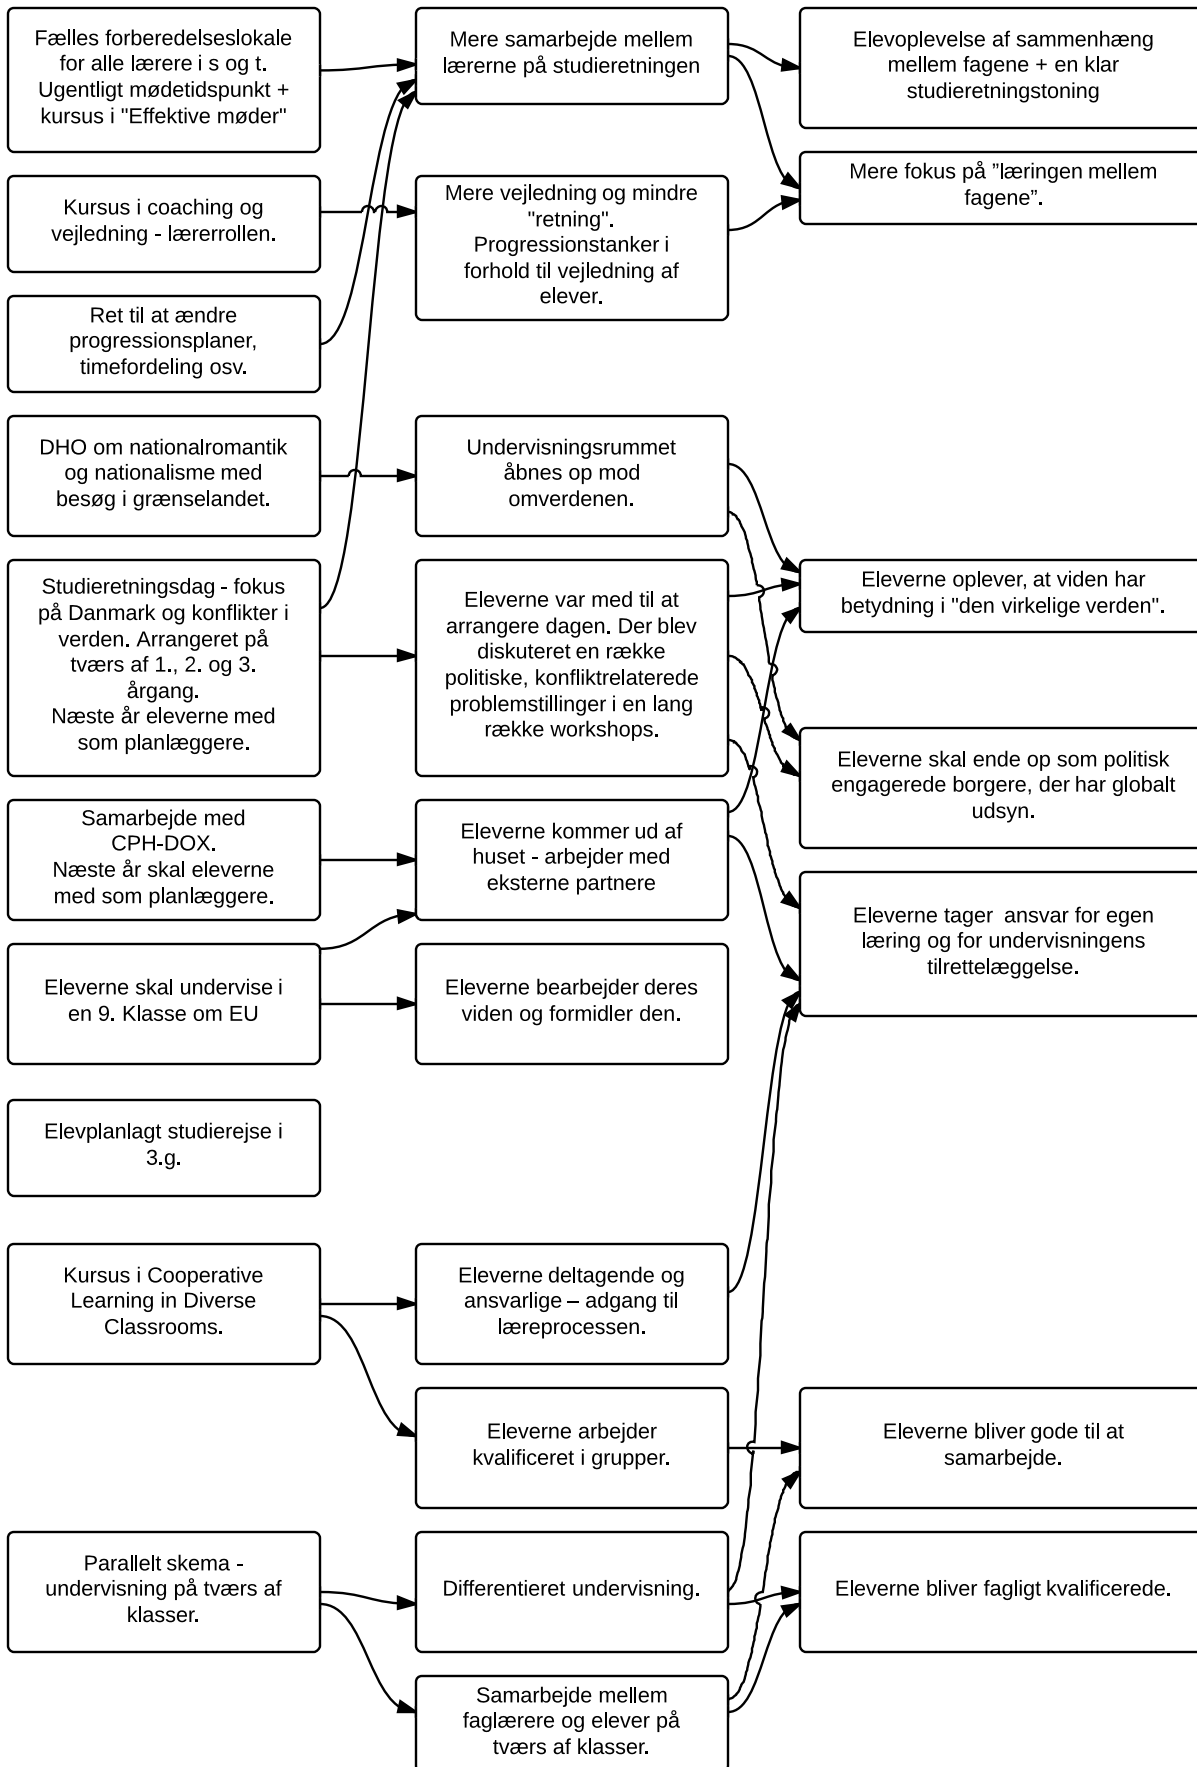 Fælles forberedelseslokale
for alle lærere i s og t.
Ugentligt mødetidspunkt +
kursus i "Effektive møder"
Mere samarbejde mellem
lærerne på studieretningen
Elevoplevelse af sammenhæng
mellem fagene + en klar
studieretningstoning
Kursus i coaching og
vejledning - lærerrollen.
Mere vejledning og mindre
"retning".
Progressionstanker i
forhold til vejledning af
elever.
Mere fokus på ”læringen mellem
fagene”.
Ret til at ændre
progressionsplaner,
timefordeling osv.
DHO om nationalromantik
og nationalisme med
besøg i grænselandet.
Undervisningsrummet
åbnes op mod
omverdenen.
Studieretningsdag - fokus
på Danmark og konflikter i
verden. Arrangeret på
tværs af 1., 2. og 3.
årgang.
Næste år eleverne med
som planlæggere.
Eleverne var med til at
arrangere dagen. Der blev
diskuteret en række
politiske, konfliktrelaterede
problemstillinger i en lang
række workshops.
Eleverne oplever, at viden har
betydning i "den virkelige verden".
Eleverne skal ende op som politisk
engagerede borgere, der har globalt
udsyn.
Samarbejde med
CPH-DOX.
Næste år skal eleverne
med som planlæggere.
Eleverne kommer ud af
huset - arbejder med
eksterne partnere
Eleverne tager  ansvar for egen
læring og for undervisningens
tilrettelæggelse.
Eleverne skal undervise i
en 9. Klasse om EU
Eleverne bearbejder deres
viden og formidler den.
Elevplanlagt studierejse i
3.g.
Kursus i Cooperative
Learning in Diverse
Classrooms.
Eleverne deltagende og
ansvarlige – adgang til
læreprocessen.
Eleverne arbejder
kvalificeret i grupper.
Eleverne bliver gode til at
samarbejde.
Parallelt skema -
undervisning på tværs af
klasser.
Differentieret undervisning.
Eleverne bliver fagligt kvalificerede.
Samarbejde mellem
faglærere og elever på
tværs af klasser.